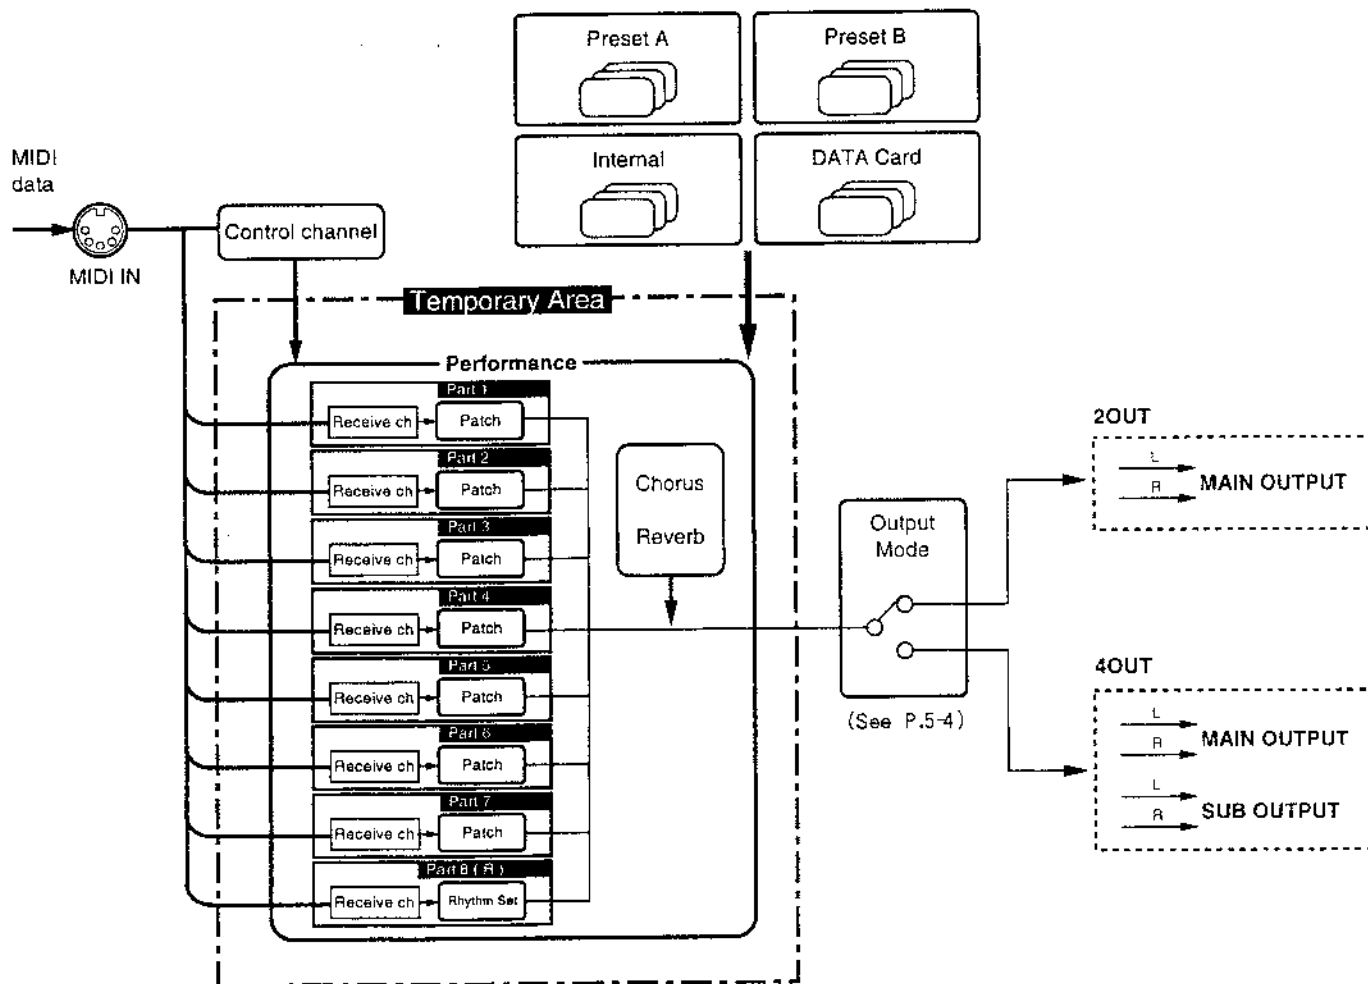 Preset A
Preset B
Internal
DATA Card
MIDI
data
MIDI IN
Control channel
Temporary Area
Performance
Part 1
Receive ch
Patch
Part 2
Receive ch
Patch
Part 3
Receive ch
Patch
Part 4
Receive ch
Patch
Part 5
Receive ch
Patch
Part 6
Receive ch
Patch
Part 7
Receive ch
Patch
Part 8 ( R )
Receive ch
Rhythm Set
Chorus
Reverb
Output
Mode
(See P.5-4)
2OUT
L
R
MAIN OUTPUT
4OUT
L
R
MAIN OUTPUT
L
R
SUB OUTPUT